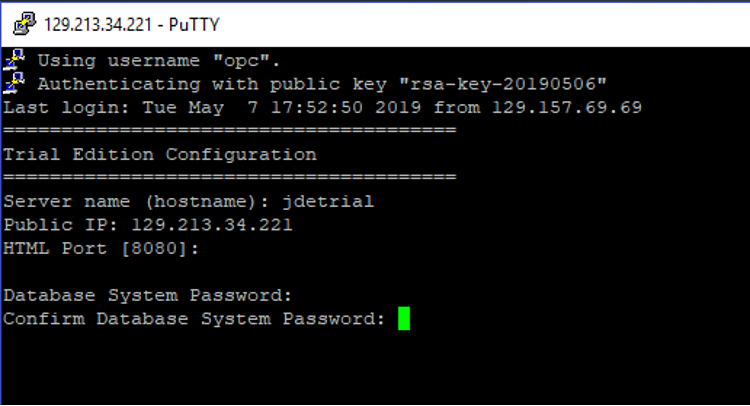 129.213.34.221 - PuTTY
Using username "opc".
Authenticating with public key "rsa-key-20190506"
Last login: Tue May  7 17:52:50 2019 from 129.157.69.69
=======================================
Trial Edition Configuration
=======================================
Server name (hostname): jdetrial
Public IP: 129.213.34.221
HTML Port [8080]:
Database System Password:
Confirm Database System Password: